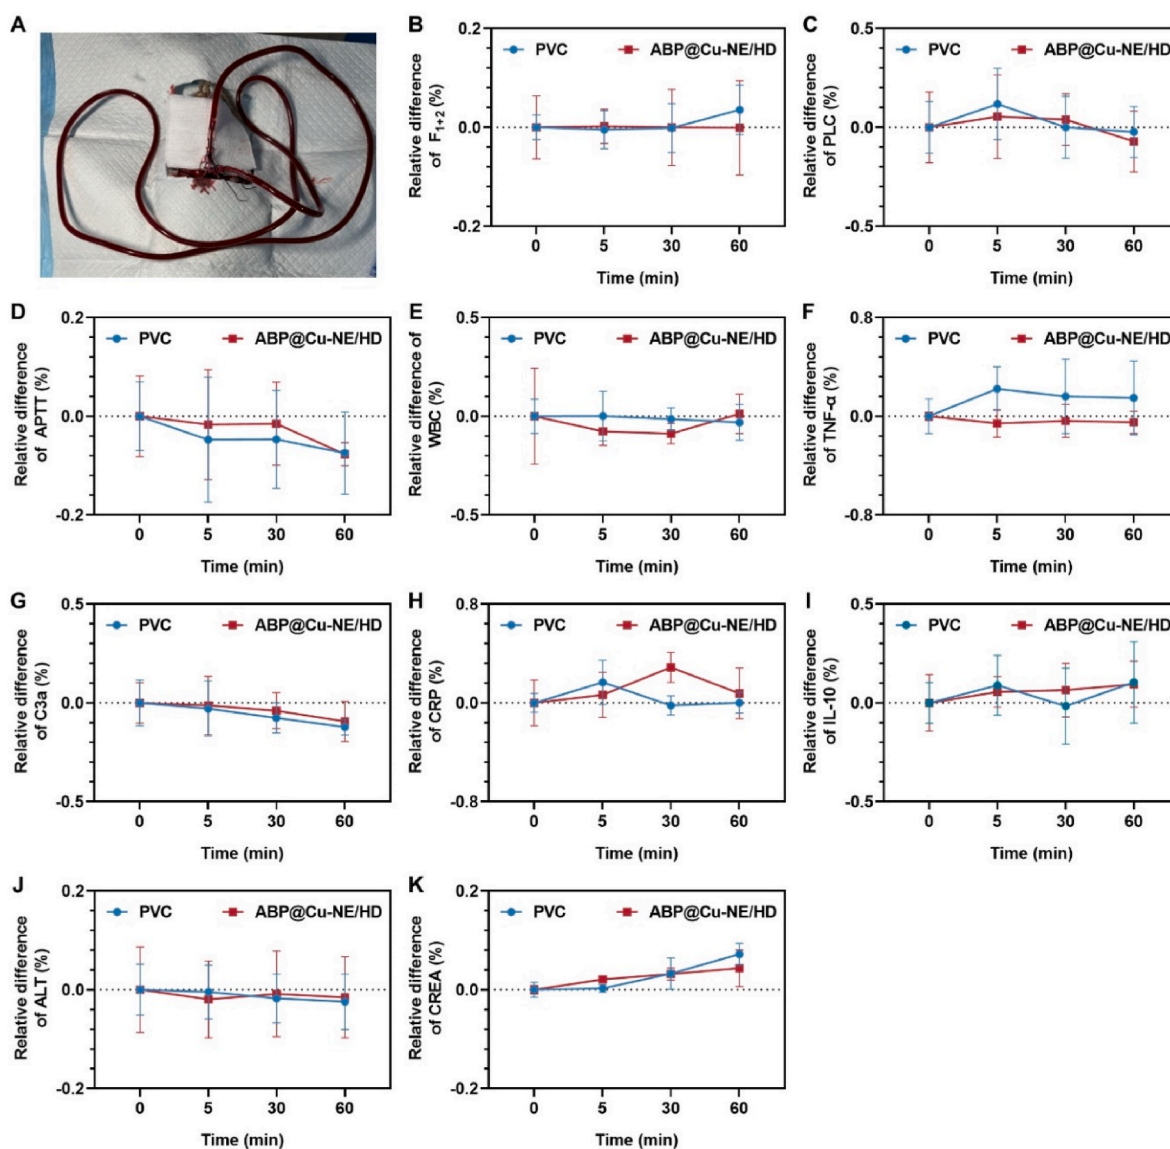 A
B
Relative difference
of F1+2 (%)
0.2
0.0
-0.2
PVC
ABP@Cu-NE/HD
0 5 30 60
Time (min)
C
Relative difference
of PLC (%)
0.5
0.0
-0.5
PVC
ABP@Cu-NE/HD
0 5 30 60
Time (min)
D
Relative difference
of APTT (%)
0.2
0.0
-0.2
PVC
ABP@Cu-NE/HD
0 5 30 60
Time (min)
E
Relative difference of
WBC (%)
0.5
0.0
-0.5
PVC
ABP@Cu-NE/HD
0 5 30 60
Time (min)
F
Relative difference
of TNF-α (%)
0.8
0.0
-0.8
PVC
ABP@Cu-NE/HD
0 5 30 60
Time (min)
G
Relative difference
of C3a (%)
0.5
0.0
-0.5
PVC
ABP@Cu-NE/HD
0 5 30 60
Time (min)
H
Relative difference
of CRP (%)
0.8
0.0
-0.8
PVC
ABP@Cu-NE/HD
0 5 30 60
Time (min)
I
Relative difference
of IL-10 (%)
0.5
0.0
-0.5
PVC
ABP@Cu-NE/HD
0 5 30 60
Time (min)
J
Relative difference
of ALT (%)
0.2
0.0
-0.2
PVC
ABP@Cu-NE/HD
0 5 30 60
Time (min)
K
Relative difference
of CREA (%)
0.2
0.0
-0.2
PVC
ABP@Cu-NE/HD
0 5 30 60
Time (min)